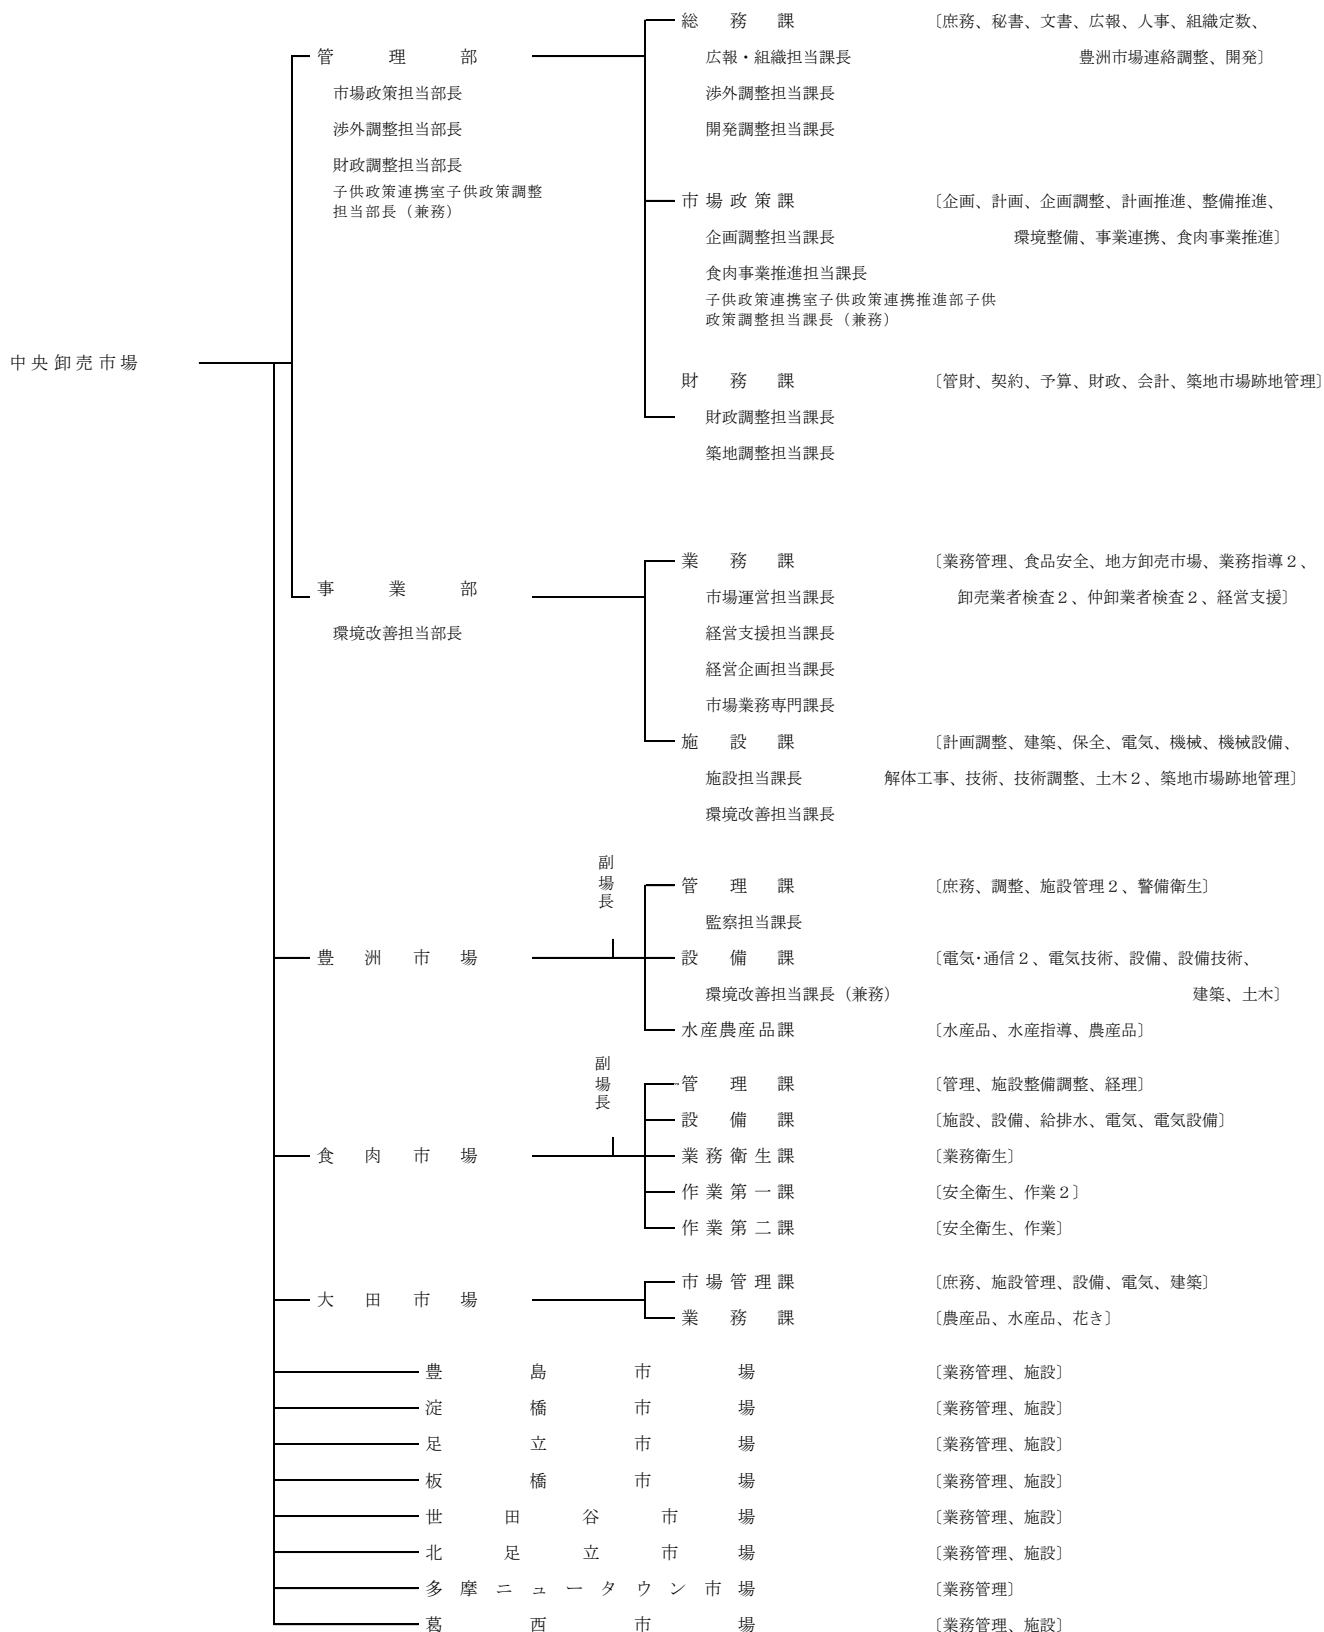 総務課　〔庶務、秘書、文書、広報、人事、組織定数、
管理部　広報・組織担当課長　豊洲市場連絡調整、開発〕
市場政策担当部長　渉外調整担当課長
渉外調整担当部長　開発調整担当課長
財政調整担当部長
子供政策連携室子供政策調整
担当部長（兼務）
市場政策課　〔企画、計画、企画調整、計画推進、整備推進、
企画調整担当課長　環境整備、事業連携、食肉事業推進〕
食肉事業推進担当課長
子供政策連携室子供政策連携推進部子供
政策調整担当課長（兼務）
中央卸売市場
財務課　〔管財、契約、予算、財政、会計、築地市場跡地管理〕
財政調整担当課長
築地調整担当課長
業務課　〔業務管理、食品安全、地方卸売市場、業務指導２、
事業部　市場運営担当課長　卸売業者検査２、仲卸業者検査２、経営支援〕
環境改善担当部長　経営支援担当課長
経営企画担当課長
市場業務専門課長
施設課　〔計画調整、建築、保全、電気、機械、機械設備、
施設担当課長　解体工事、技術、技術調整、土木２、築地市場跡地管理〕
環境改善担当課長
副場長
管理課　〔庶務、調整、施設管理２、警備衛生〕
監察担当課長
豊洲市場　設備課　〔電気･通信２、電気技術、設備、設備技術、
環境改善担当課長（兼務）　建築、土木〕
水産農産品課　〔水産品、水産指導、農産品〕
副場長
管理課　〔管理、施設整備調整、経理〕
設備課　〔施設、設備、給排水、電気、電気設備〕
食肉市場　業務衛生課　〔業務衛生〕
作業第一課　〔安全衛生、作業２〕
作業第二課　〔安全衛生、作業〕
市場管理課　〔庶務、施設管理、設備、電気、建築〕
大田市場
業務課　〔農産品、水産品、花き〕
豊島市場　〔業務管理、施設〕
淀橋市場　〔業務管理、施設〕
足立市場　〔業務管理、施設〕
板橋市場　〔業務管理、施設〕
世田谷市場　〔業務管理、施設〕
北足立市場　〔業務管理、施設〕
多摩ニュータウン市場　〔業務管理〕
葛西市場　〔業務管理、施設〕